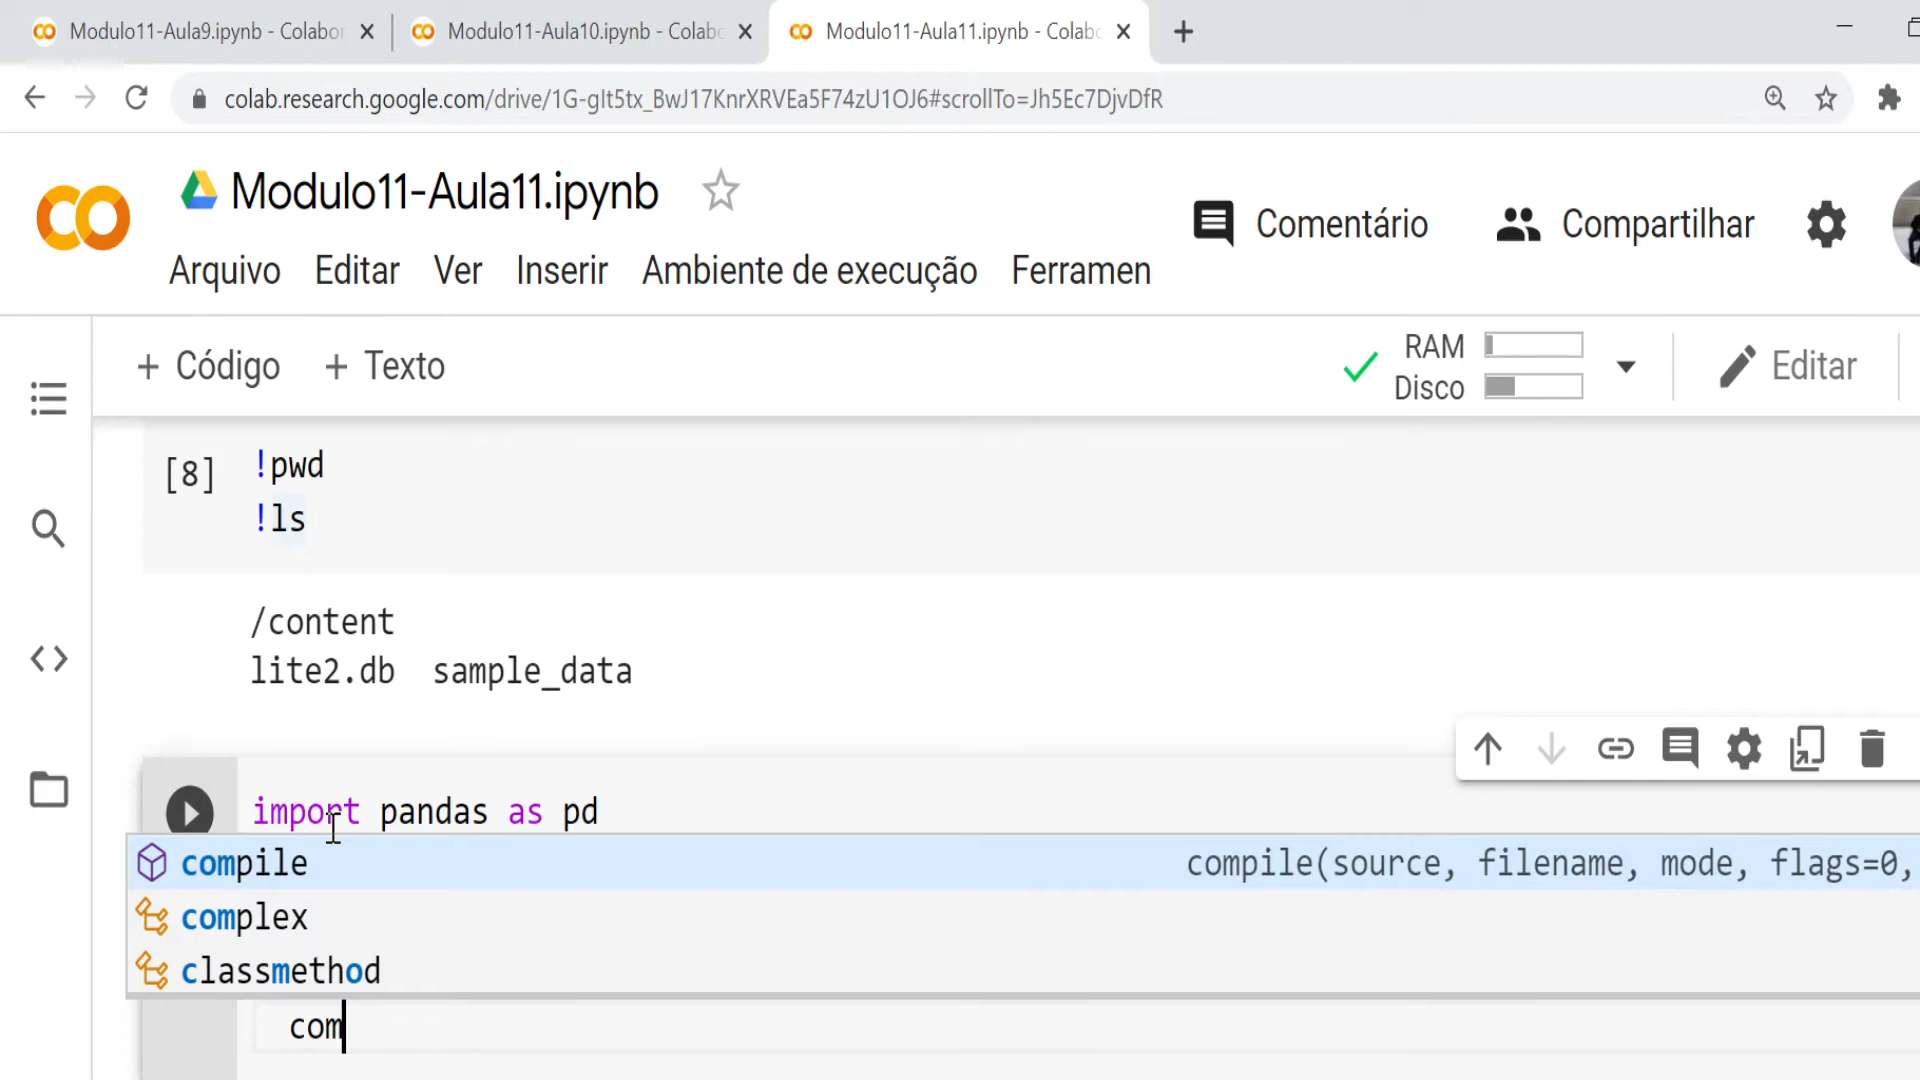 Modulo11-Aula9.ipynb - Colabor
Modulo11-Aula10.ipynb - Colabo
Modulo11-Aula11.ipynb - Colabo
colab.research.google.com/drive/1G-gIt5tx_BwJ17KnrXRVEa5F74zU1OJ6#scrollTo=Jh5Ec7DjvDfR
Modulo11-Aula11.ipynb
Comentário
Compartilhar
Arquivo Editar Ver Inserir Ambiente de execução Ferramen
+ Código + Texto
RAM
Disco
Editar
[8] !pwd
!ls
/content
lite2.db sample_data
import pandas as pd
compile compile(source, filename, mode, flags=0,
complex
classmethod
com